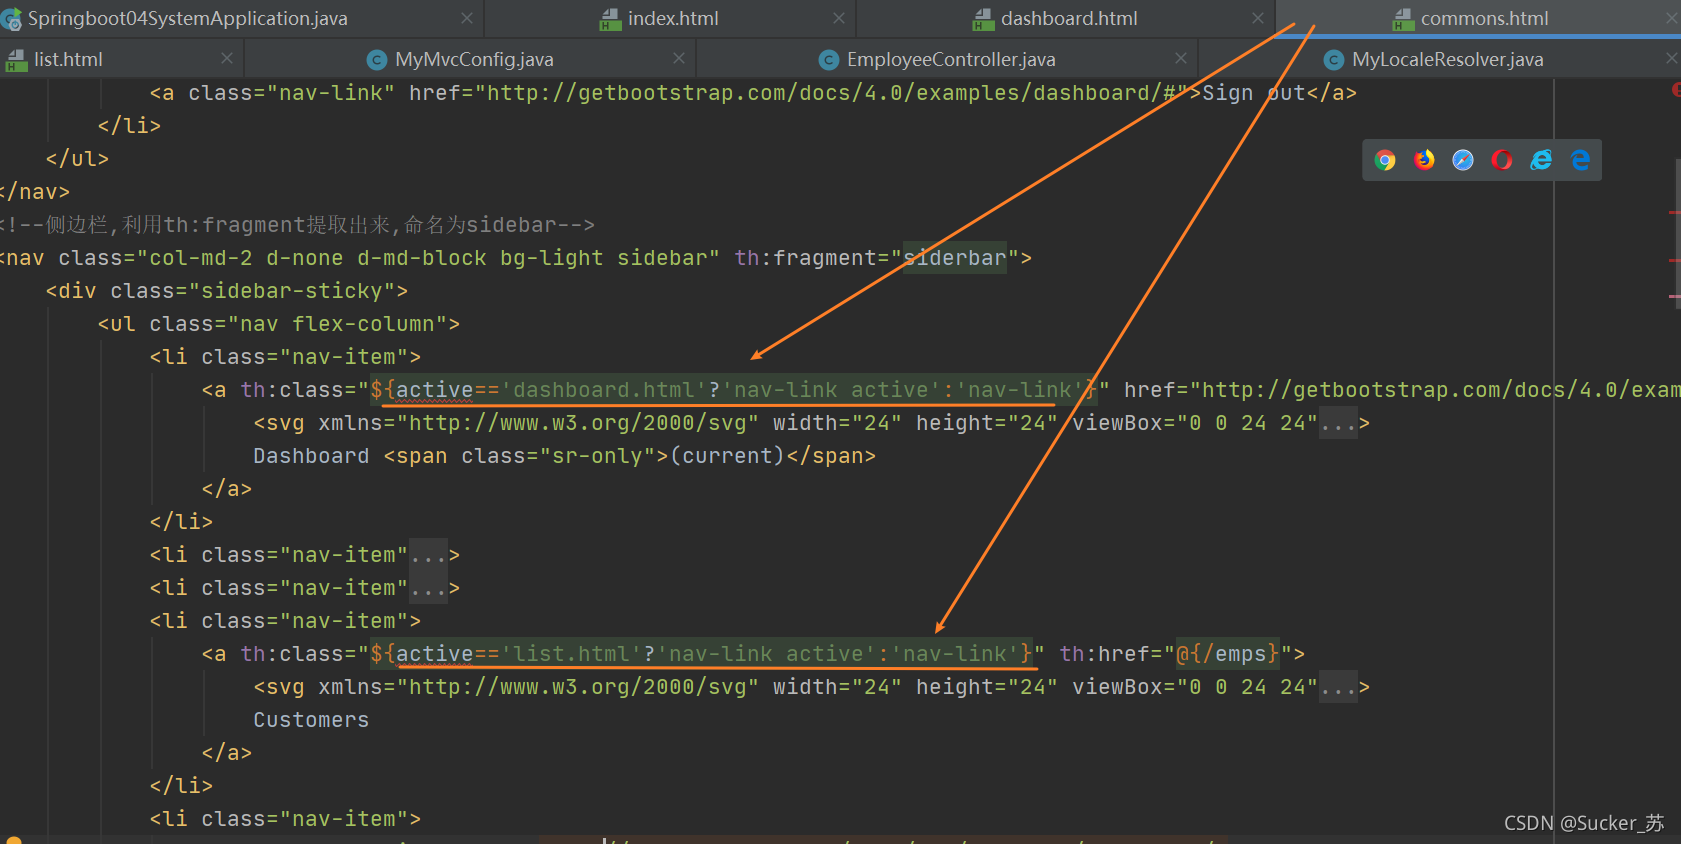 Springboot04SystemApplication.java index.html dashboard.html commons.html
list.html MyMvcConfig.java EmployeeController.java MyLocaleResolver.java
<a class="nav-link" href="http://getbootstrap.com/docs/4.0/examples/dashboard/#">Sign out</a>
</li>
</ul>
</nav>
<!--侧边栏,利用th:fragment提取出来,命名为sidebar-->
<nav class="col-md-2 d-none d-md-block bg-light sidebar" th:fragment="siderbar">
<div class="sidebar-sticky">
<ul class="nav flex-column">
<li class="nav-item">
<a th:class="${active=='dashboard.html'?'nav-link active':'nav-link'}" href="http://getbootstrap.com/docs/4.0/exam
<svg xmlns="http://www.w3.org/2000/svg" width="24" height="24" viewBox="0 0 24 24"...>
Dashboard <span class="sr-only">(current)</span>
</a>
</li>
<li class="nav-item"...>
<li class="nav-item"...>
<li class="nav-item">
<a th:class="${active=='list.html'?'nav-link active':'nav-link'}" th:href="@{/emps}">
<svg xmlns="http://www.w3.org/2000/svg" width="24" height="24" viewBox="0 0 24 24"...>
Customers
</a>
</li>
<li class="nav-item">
CSDN @Sucker_苏